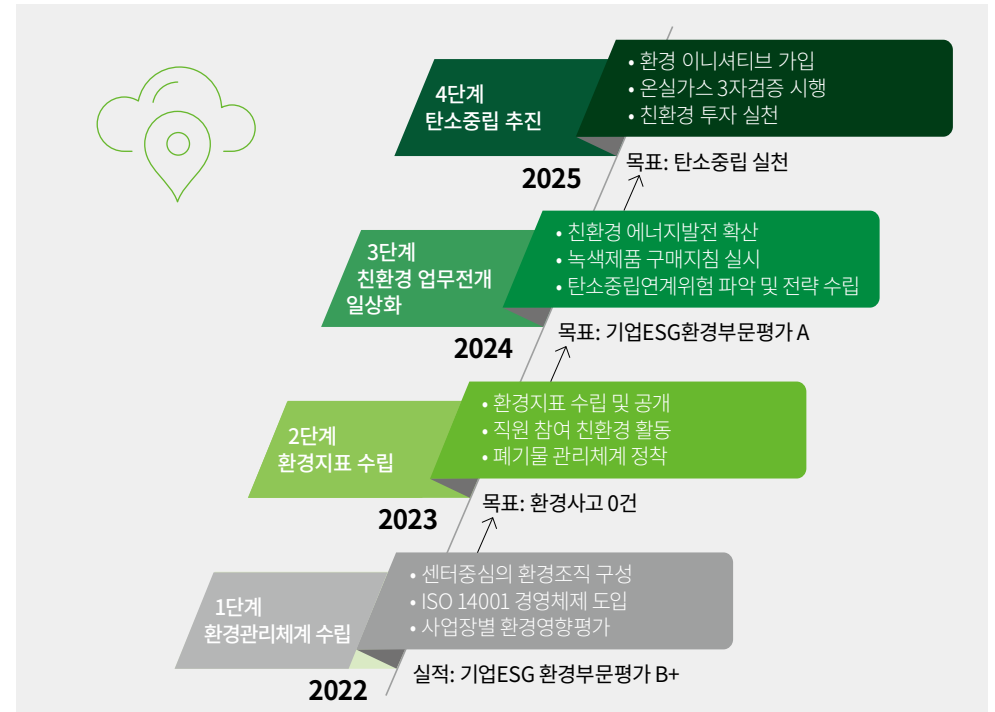 4단계
탄소중립 추진
• 환경 이니셔티브 가입
• 온실가스 3자검증 시행
• 친환경 투자 실천
2025
목표: 탄소중립 실천
3단계
친환경 업무전개
일상화
• 친환경 에너지발전 확산
• 녹색제품 구매지침 실시
• 탄소중립연계위험 파악 및 전략 수립
2024
목표: 기업ESG환경부문평가 A
2단계
환경지표 수립
• 환경지표 수립 및 공개
• 직원 참여 친환경 활동
• 폐기물 관리체계 정착
2023
목표: 환경사고 0건
1단계
환경관리체계 수립
• 센터중심의 환경조직 구성
• ISO 14001 경영체제 도입
• 사업장별 환경영향평가
2022
실적: 기업ESG 환경부문평가 B+